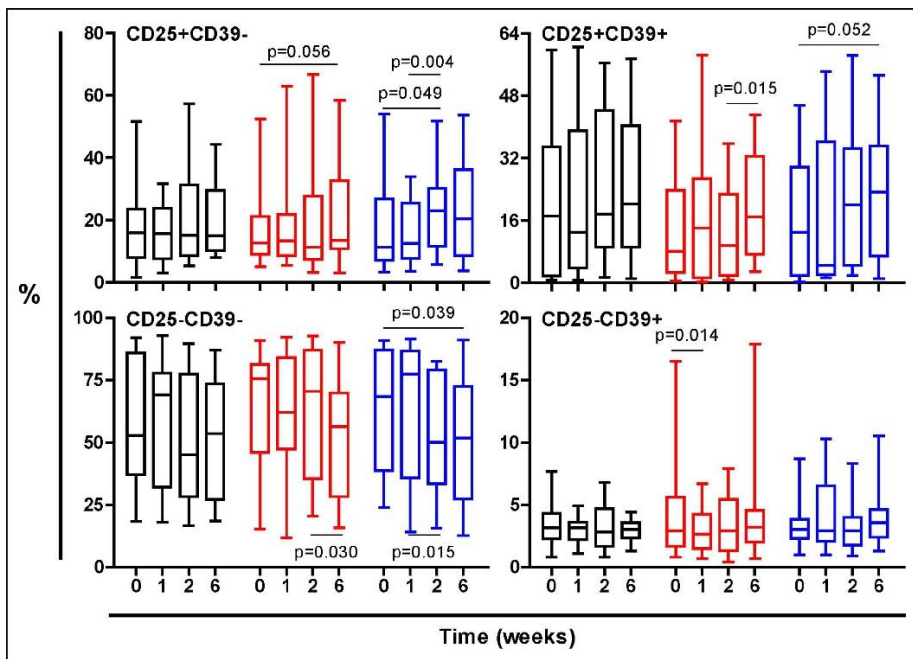 CD25+CD39-
80
60
40
20
0
p=0.056
p=0.004
p=0.049
CD25+CD39+
64
48
32
16
0
p=0.015
p=0.052
%
CD25-CD39-
100
75
50
25
0
p=0.039
p=0.030
p=0.015
0 1 2 6 0 1 2 6 0 1 2 6
CD25-CD39+
20
15
10
5
0
p=0.014
0 1 2 6 0 1 2 6 0 1 2 6
Time (weeks)